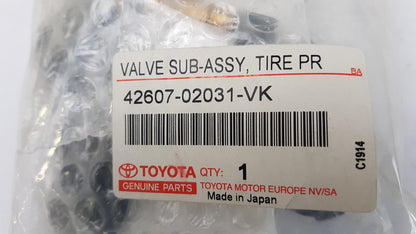 VALVE SUB-ASSY, TIRE PR
BA
42607-02031-VK
C1914
TOYOTA QTY: 1
GENUINE PARTS TOYOTA MOTOR EUROPE NV/SA
Made in Japan